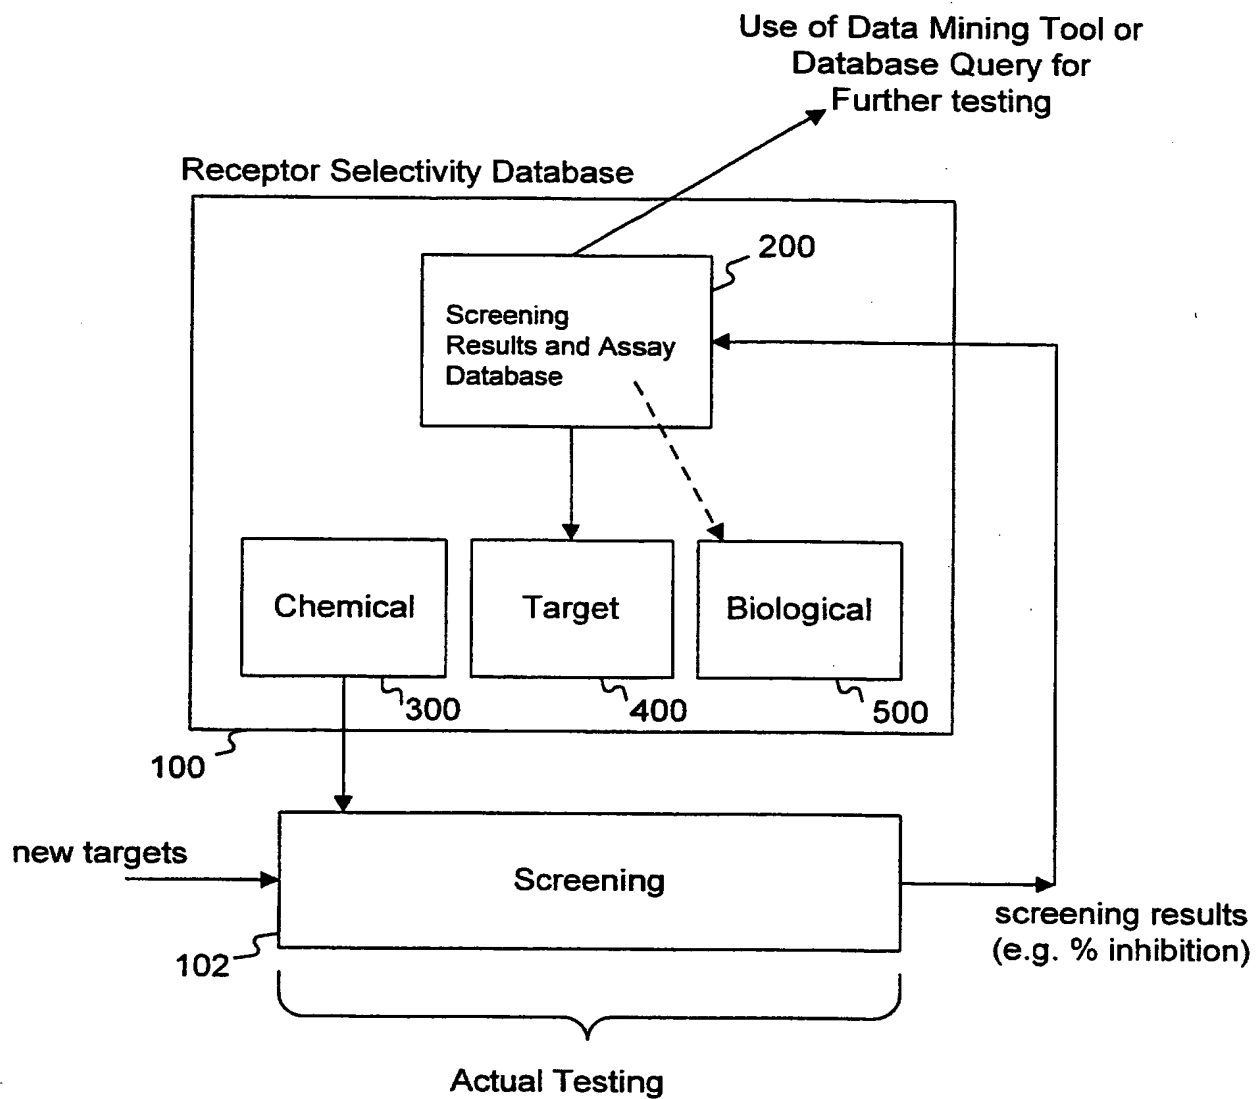 Use of Data Mining Tool or
Database Query for
Further testing
Receptor Selectivity Database
200
Screening
Results and Assay
Database
Chemical
Target
Biological
300
400
500
100
new targets
Screening
screening results
(e.g. % inhibition)
102
Actual Testing